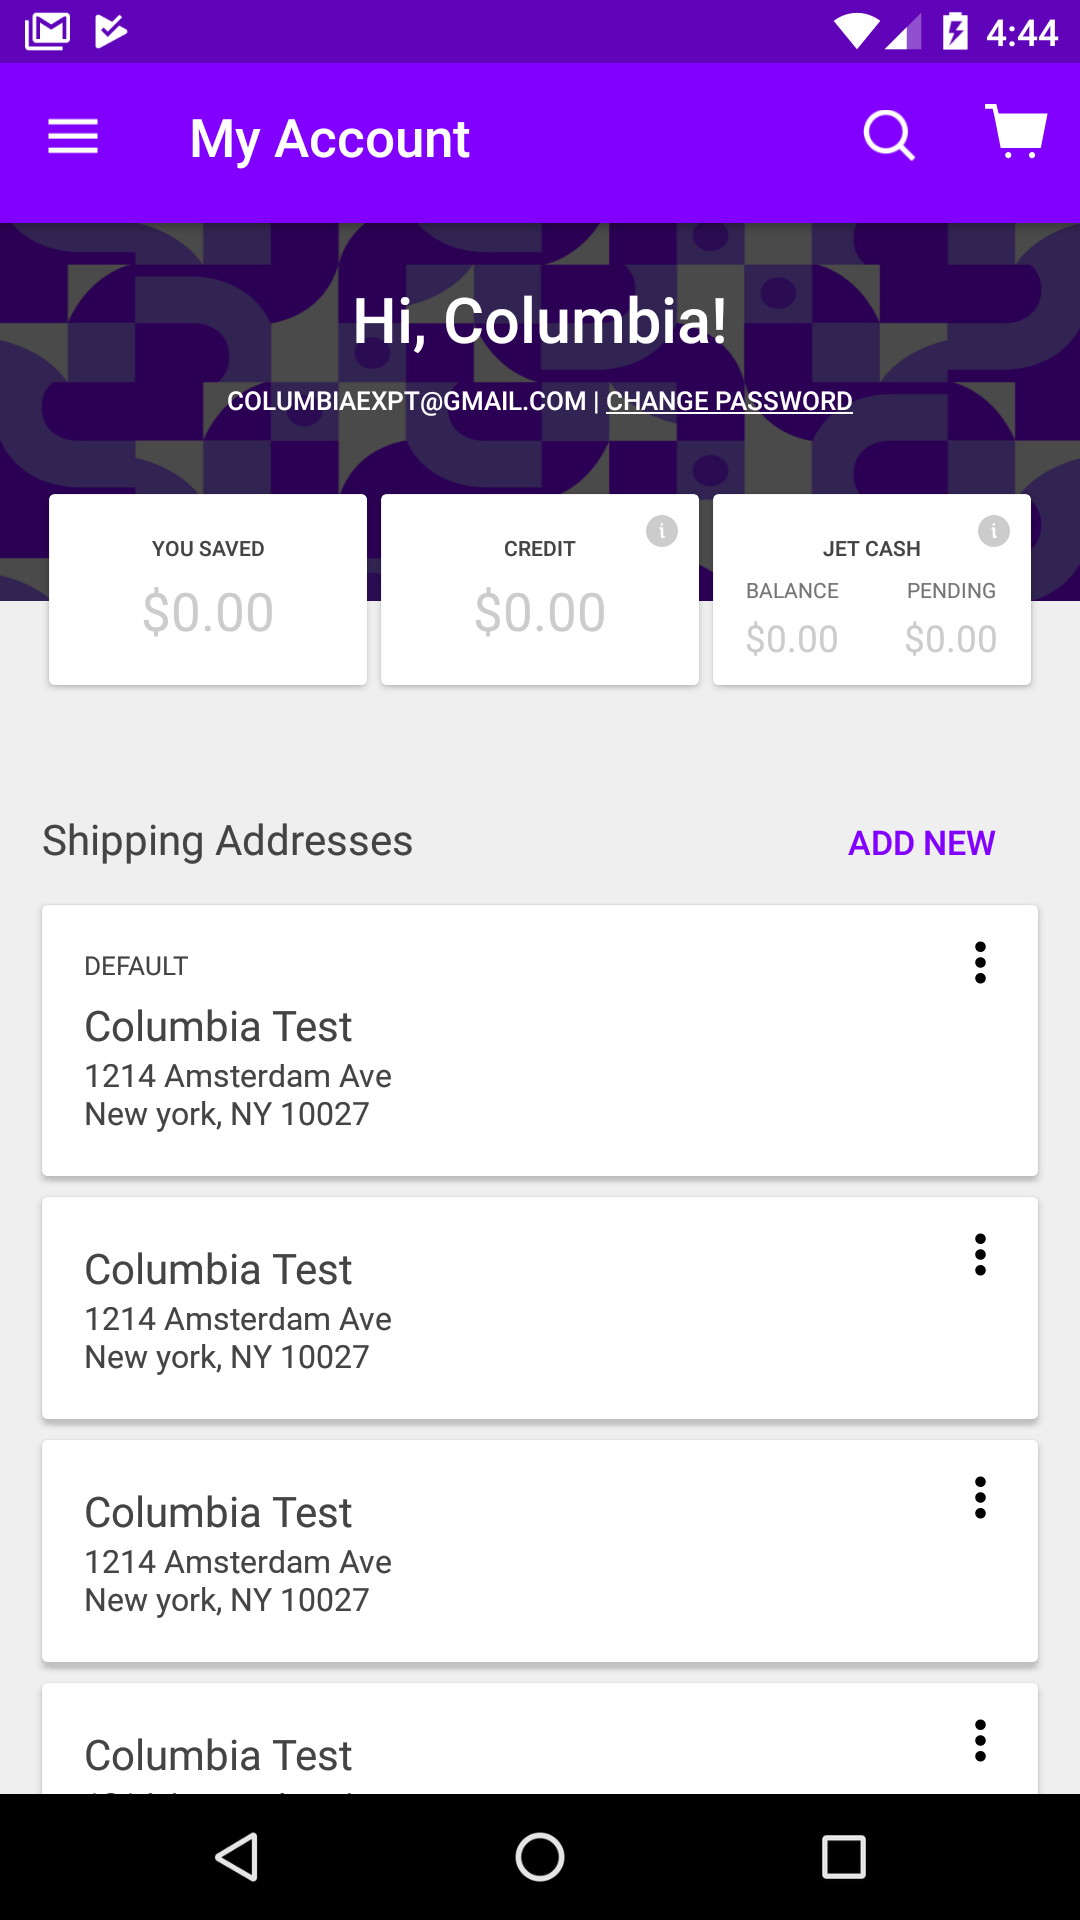 4:44
My Account
Hi, Columbia!
COLUMBIAEXPT@GMAIL.COM | CHANGE PASSWORD
YOU SAVED
$0.00
CREDIT
$0.00
JET CASH
BALANCE PENDING
$0.00 $0.00
Shipping Addresses ADD NEW
DEFAULT
Columbia Test
1214 Amsterdam Ave
New york, NY 10027
Columbia Test
1214 Amsterdam Ave
New york, NY 10027
Columbia Test
1214 Amsterdam Ave
New york, NY 10027
Columbia Test